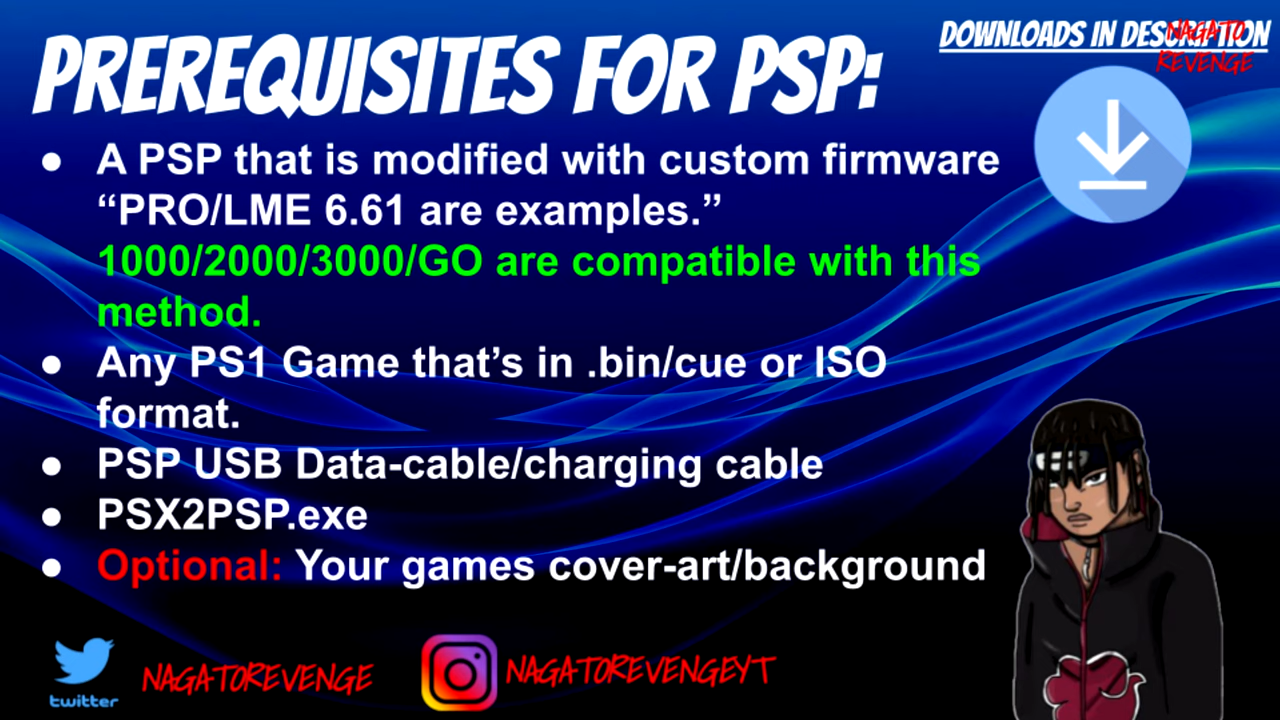 PREREQUISITES FOR PSP:
DOWNLOADS IN DESCRIPTION
NAGATO
REVENGE
● A PSP that is modified with custom firmware
“PRO/LME 6.61 are examples.”
1000/2000/3000/GO are compatible with this
method.
● Any PS1 Game that’s in .bin/cue or ISO
format.
● PSP USB Data-cable/charging cable
● PSX2PSP.exe
● Optional: Your games cover-art/background
twitter
NAGATOREVENGE
NAGATOREVENGEYT